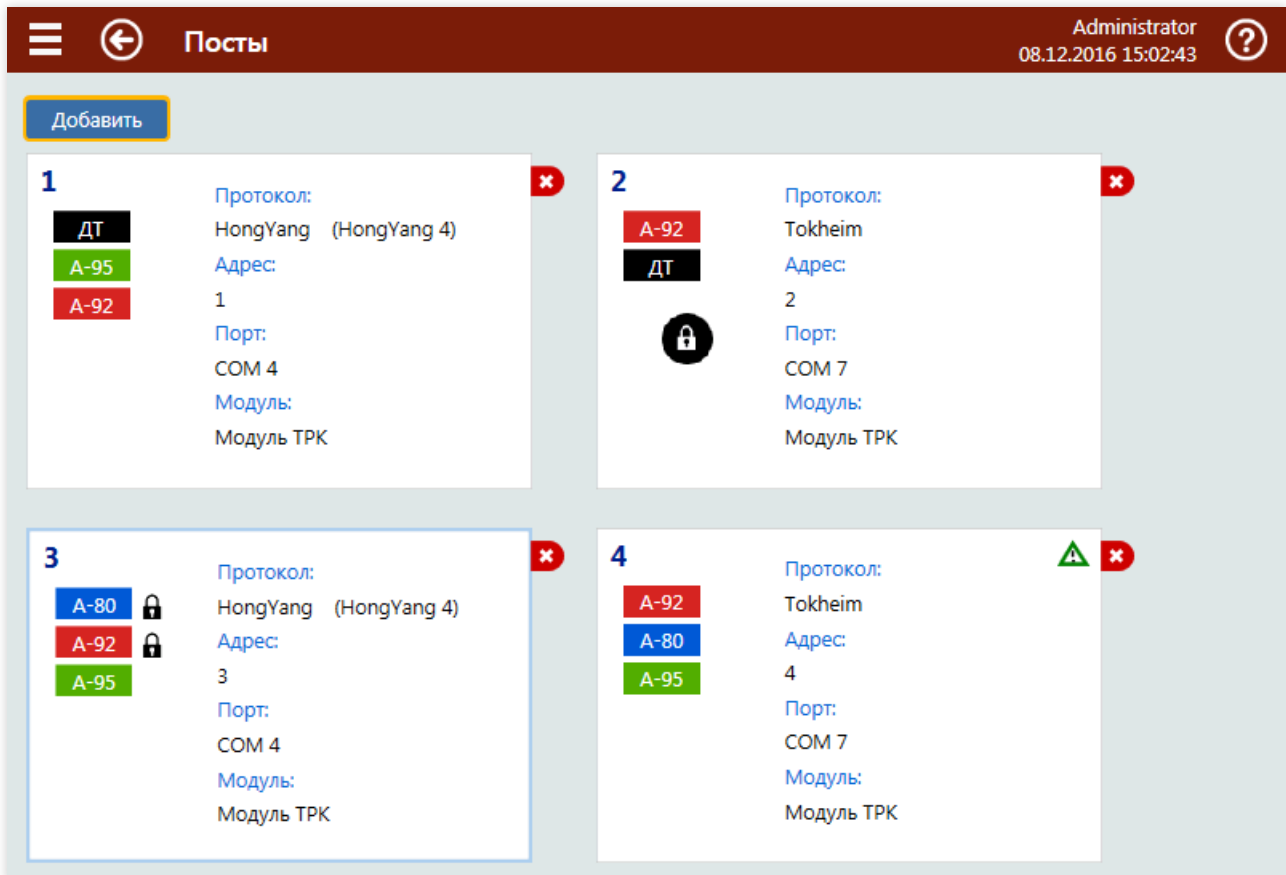 Посты
Administrator
08.12.2016 15:02:43
Добавить
1
ДТ
А-95
А-92
Протокол:
HongYang (HongYang 4)
Адрес:
1
Порт:
COM 4
Модуль:
Модуль ТРК
2
А-92
ДТ
Протокол:
Tokheim
Адрес:
2
Порт:
COM 7
Модуль:
Модуль ТРК
3
А-80
А-92
А-95
Протокол:
HongYang (HongYang 4)
Адрес:
3
Порт:
COM 4
Модуль:
Модуль ТРК
4
А-92
А-80
А-95
Протокол:
Tokheim
Адрес:
4
Порт:
COM 7
Модуль:
Модуль ТРК